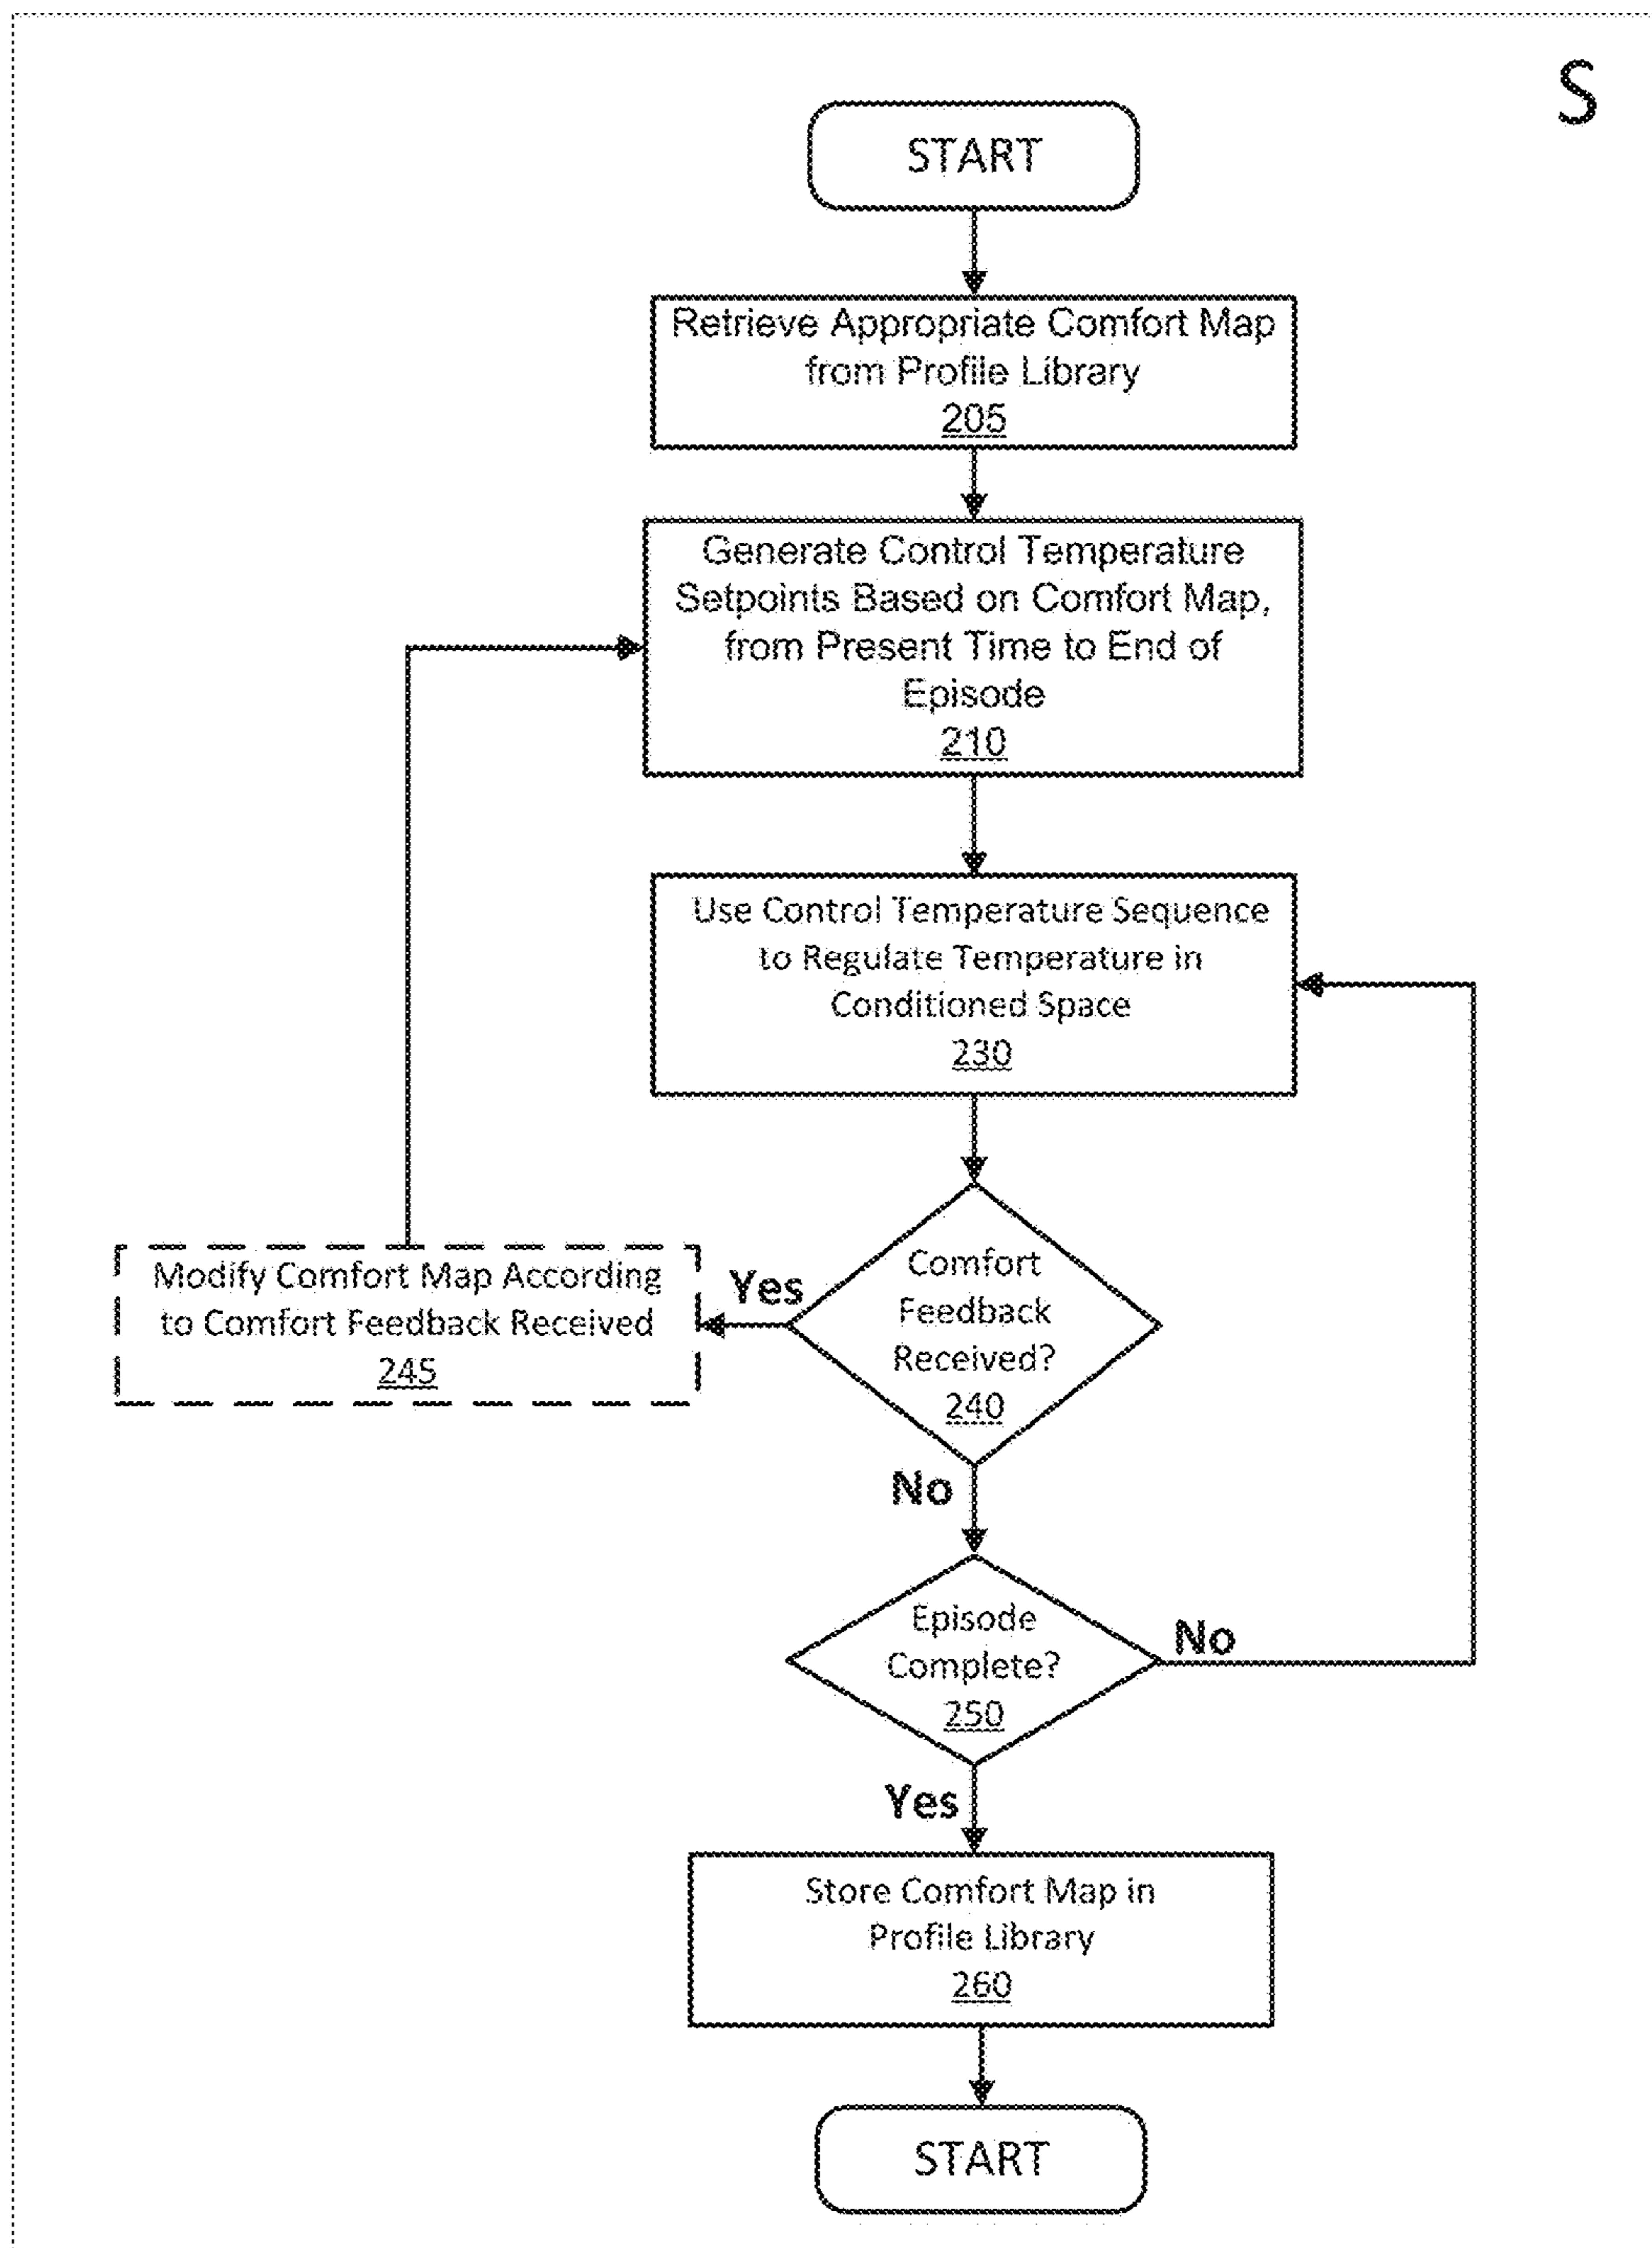 S
START
Retrieve Appropriate Comfort Map
from Profile Library
205
Generate Control Temperature
Setpoints Based on Comfort Map,
from Present Time to End of
Episode
210
Use Control Temperature Sequence
to Regulate Temperature in
Conditioned Space
230
Comfort
Feedback
Received?
240
Yes
Modify Comfort Map According
to Comfort Feedback Received
245
No
Episode
Complete?
250
No
Yes
Store Comfort Map in
Profile Library
260
START